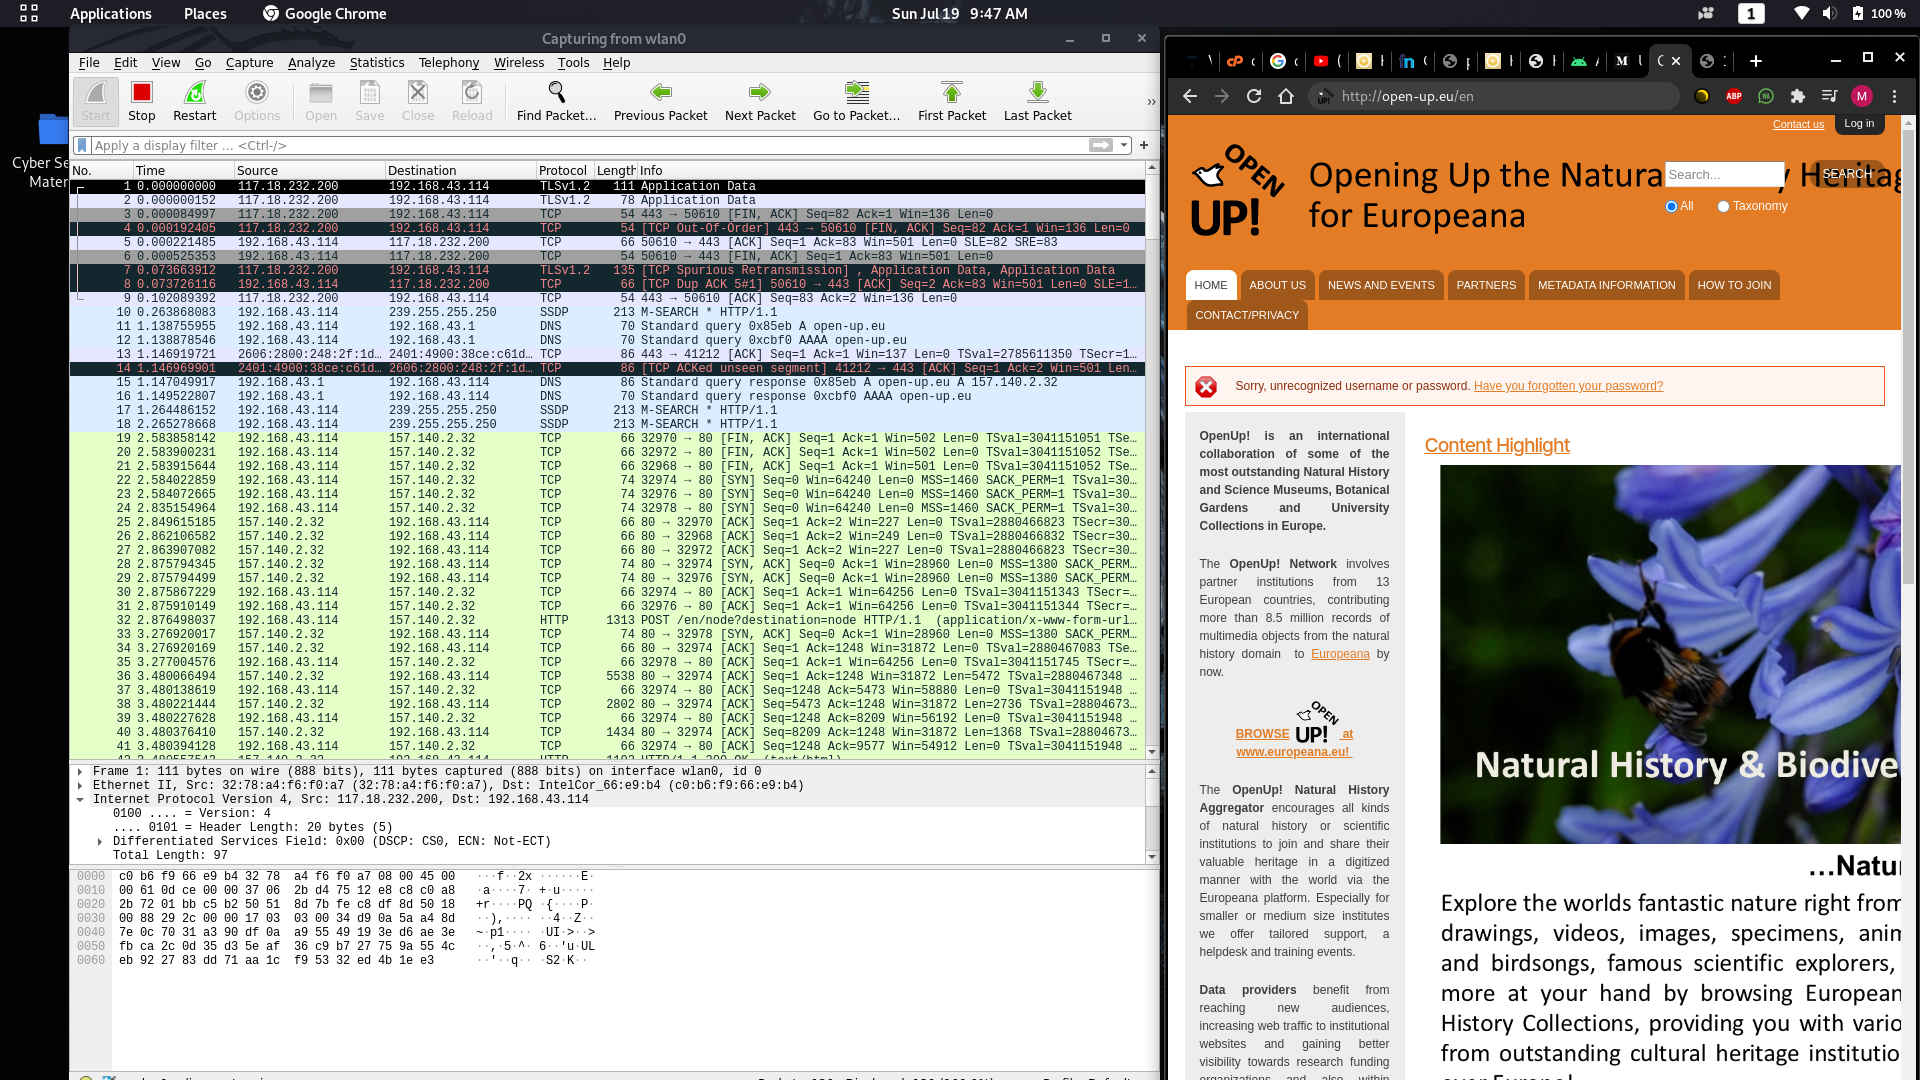 Applications Places Google Chrome Sun Jul 19 9:47 AM 1 100 %
Cyber Se
Mater
Capturing from wlan0
File Edit View Go Capture Analyze Statistics Telephony Wireless Tools Help
Start Stop Restart Options Open Save Close Reload Find Packet... Previous Packet Next Packet Go to Packet... First Packet Last Packet »
Apply a display filter ... <Ctrl-/>
No. Time Source Destination Protocol Length Info
1 0.000000000 117.18.232.200 192.168.43.114 TLSv1.2 111 Application Data
2 0.000000152 117.18.232.200 192.168.43.114 TLSv1.2 78 Application Data
3 0.000084997 117.18.232.200 192.168.43.114 TCP 54 443 → 50610 [FIN, ACK] Seq=82 Ack=1 Win=136 Len=0
4 0.000192405 117.18.232.200 192.168.43.114 TCP 54 [TCP Out-Of-Order] 443 → 50610 [FIN, ACK] Seq=82 Ack=1 Win=136 Len=0
5 0.000221485 192.168.43.114 117.18.232.200 TCP 66 50610 → 443 [ACK] Seq=1 Ack=83 Win=501 Len=0 SLE=82 SRE=83
6 0.000525353 192.168.43.114 117.18.232.200 TCP 54 50610 → 443 [FIN, ACK] Seq=1 Ack=83 Win=501 Len=0
7 0.073663912 117.18.232.200 192.168.43.114 TLSv1.2 135 [TCP Spurious Retransmission] , Application Data, Application Data
8 0.073726116 192.168.43.114 117.18.232.200 TCP 66 [TCP Dup ACK 5#1] 50610 → 443 [ACK] Seq=2 Ack=83 Win=501 Len=0 SLE=1…
9 0.102089392 117.18.232.200 192.168.43.114 TCP 54 443 → 50610 [ACK] Seq=83 Ack=2 Win=136 Len=0
10 0.263868083 192.168.43.114 239.255.255.250 SSDP 213 M-SEARCH * HTTP/1.1
11 1.138755955 192.168.43.114 192.168.43.1 DNS 70 Standard query 0x85eb A open-up.eu
12 1.138878546 192.168.43.114 192.168.43.1 DNS 70 Standard query 0xcbf0 AAAA open-up.eu
13 1.146919721 2606:2800:248:2f:1d… 2401:4900:38ce:c61d… TCP 86 443 → 41212 [ACK] Seq=1 Ack=1 Win=137 Len=0 TSval=2785611350 TSecr=1…
14 1.146969901 2401:4900:38ce:c61d… 2606:2800:248:2f:1d… TCP 86 [TCP ACKed unseen segment] 41212 → 443 [ACK] Seq=1 Ack=2 Win=501 Len…
15 1.147049917 192.168.43.1 192.168.43.114 DNS 86 Standard query response 0x85eb A open-up.eu A 157.140.2.32
16 1.149522807 192.168.43.1 192.168.43.114 DNS 70 Standard query response 0xcbf0 AAAA open-up.eu
17 1.264486152 192.168.43.114 239.255.255.250 SSDP 213 M-SEARCH * HTTP/1.1
18 2.265278668 192.168.43.114 239.255.255.250 SSDP 213 M-SEARCH * HTTP/1.1
19 2.583858142 192.168.43.114 157.140.2.32 TCP 66 32970 → 80 [FIN, ACK] Seq=1 Ack=1 Win=502 Len=0 TSval=3041151051 TSe…
20 2.583900231 192.168.43.114 157.140.2.32 TCP 66 32972 → 80 [FIN, ACK] Seq=1 Ack=1 Win=502 Len=0 TSval=3041151052 TSe…
21 2.583915644 192.168.43.114 157.140.2.32 TCP 66 32968 → 80 [FIN, ACK] Seq=1 Ack=1 Win=501 Len=0 TSval=3041151052 TSe…
22 2.584022859 192.168.43.114 157.140.2.32 TCP 74 32974 → 80 [SYN] Seq=0 Win=64240 Len=0 MSS=1460 SACK_PERM=1 TSval=30…
23 2.584072665 192.168.43.114 157.140.2.32 TCP 74 32976 → 80 [SYN] Seq=0 Win=64240 Len=0 MSS=1460 SACK_PERM=1 TSval=30…
24 2.835154964 192.168.43.114 157.140.2.32 TCP 74 32978 → 80 [SYN] Seq=0 Win=64240 Len=0 MSS=1460 SACK_PERM=1 TSval=30…
25 2.849615185 157.140.2.32 192.168.43.114 TCP 66 80 → 32970 [ACK] Seq=1 Ack=2 Win=227 Len=0 TSval=2880466823 TSecr=30…
26 2.862106582 157.140.2.32 192.168.43.114 TCP 66 80 → 32968 [ACK] Seq=1 Ack=2 Win=249 Len=0 TSval=2880466832 TSecr=30…
27 2.863907082 157.140.2.32 192.168.43.114 TCP 66 80 → 32972 [ACK] Seq=1 Ack=2 Win=227 Len=0 TSval=2880466823 TSecr=30…
28 2.875794345 157.140.2.32 192.168.43.114 TCP 74 80 → 32974 [SYN, ACK] Seq=0 Ack=1 Win=28960 Len=0 MSS=1380 SACK_PERM…
29 2.875794499 157.140.2.32 192.168.43.114 TCP 74 80 → 32976 [SYN, ACK] Seq=0 Ack=1 Win=28960 Len=0 MSS=1380 SACK_PERM…
30 2.875867229 192.168.43.114 157.140.2.32 TCP 66 32974 → 80 [ACK] Seq=1 Ack=1 Win=64256 Len=0 TSval=3041151343 TSecr=…
31 2.875910149 192.168.43.114 157.140.2.32 TCP 66 32976 → 80 [ACK] Seq=1 Ack=1 Win=64256 Len=0 TSval=3041151344 TSecr=…
32 2.876498037 192.168.43.114 157.140.2.32 HTTP 1313 POST /en/node?destination=node HTTP/1.1 (application/x-www-form-url…
33 3.276920017 157.140.2.32 192.168.43.114 TCP 74 80 → 32978 [SYN, ACK] Seq=0 Ack=1 Win=28960 Len=0 MSS=1380 SACK_PERM…
34 3.276920169 157.140.2.32 192.168.43.114 TCP 66 80 → 32974 [ACK] Seq=1 Ack=1248 Win=31872 Len=0 TSval=2880467083 TSe…
35 3.277004576 192.168.43.114 157.140.2.32 TCP 66 32978 → 80 [ACK] Seq=1 Ack=1 Win=64256 Len=0 TSval=3041151745 TSecr=…
36 3.480066494 157.140.2.32 192.168.43.114 TCP 5538 80 → 32974 [ACK] Seq=1 Ack=1248 Win=31872 Len=5472 TSval=2880467348 …
37 3.480138619 192.168.43.114 157.140.2.32 TCP 66 32974 → 80 [ACK] Seq=1248 Ack=5473 Win=58880 Len=0 TSval=3041151948 …
38 3.480221444 157.140.2.32 192.168.43.114 TCP 2802 80 → 32974 [ACK] Seq=5473 Ack=1248 Win=31872 Len=2736 TSval=28804673…
39 3.480227628 192.168.43.114 157.140.2.32 TCP 66 32974 → 80 [ACK] Seq=1248 Ack=8209 Win=56192 Len=0 TSval=3041151948 …
40 3.480376410 157.140.2.32 192.168.43.114 TCP 1434 80 → 32974 [ACK] Seq=8209 Ack=1248 Win=31872 Len=1368 TSval=28804673…
41 3.480394128 192.168.43.114 157.140.2.32 TCP 66 32974 → 80 [ACK] Seq=1248 Ack=9577 Win=54912 Len=0 TSval=3041151948 …
Frame 1: 111 bytes on wire (888 bits), 111 bytes captured (888 bits) on interface wlan0, id 0
Ethernet II, Src: 32:78:a4:f6:f0:a7 (32:78:a4:f6:f0:a7), Dst: IntelCor_66:e9:b4 (c0:b6:f9:66:e9:b4)
Internet Protocol Version 4, Src: 117.18.232.200, Dst: 192.168.43.114
0100 .... = Version: 4
.... 0101 = Header Length: 20 bytes (5)
Differentiated Services Field: 0x00 (DSCP: CS0, ECN: Not-ECT)
Total Length: 97
0000 c0 b6 f9 66 e9 b4 32 78 a4 f6 f0 a7 08 00 45 00 ···f··2x ······E·
0010 00 61 0d ce 00 00 37 06 2b d4 75 12 e8 c8 c0 a8 ·a····7· +·u·····
0020 2b 72 01 bb c5 b2 50 51 8d 7b fe c8 df 8d 50 18 +r····PQ ·{····P·
0030 00 88 29 2c 00 00 17 03 03 00 34 d9 0a 5a a4 8d ··),···· ··4··Z··
0040 7e 0c 70 31 a3 90 df 0a a9 55 49 19 3e d6 ae 3e ~·p1···· ·UI·>··>
0050 fb ca 2c 0d 35 d3 5e af 36 c9 b7 27 75 9a 55 4c ··,·5·^· 6··'u·UL
0060 eb 92 27 83 dd 71 aa 1c f9 53 32 ed 4b 1e e3 ··'··q·· ·S2·K··
http://open-up.eu/en ABP M
Contact us Log in
OPEN UP!
Opening Up the Natura y Heritag
for Europeana
Search... SEARCH
All Taxonomy
HOME ABOUT US NEWS AND EVENTS PARTNERS METADATA INFORMATION HOW TO JOIN
CONTACT/PRIVACY
Sorry, unrecognized username or password. Have you forgotten your password?
OpenUp! is an international
collaboration of some of the
most outstanding Natural History
and Science Museums, Botanical
Gardens and University
Collections in Europe.
The OpenUp! Network involves
partner institutions from 13
European countries, contributing
more than 8.5 million records of
multimedia objects from the natural
history domain to Europeana by
now.
BROWSE OPEN UP! at
www.europeana.eu!
The OpenUp! Natural History
Aggregator encourages all kinds
of natural history or scientific
institutions to join and share their
valuable heritage in a digitized
manner with the world via the
Europeana platform. Especially for
smaller or medium size institutes
we offer tailored support, a
helpdesk and training events.
Data providers benefit from
reaching new audiences,
increasing web traffic to institutional
websites and gaining better
visibility towards research funding
organizations and also within
Content Highlight
Natural History & Biodive
...Natur
Explore the worlds fantastic nature right from
drawings, videos, images, specimens, anim
and birdsongs, famous scientific explorers,
more at your hand by browsing European
History Collections, providing you with vario
from outstanding cultural heritage institutio
over Europe!